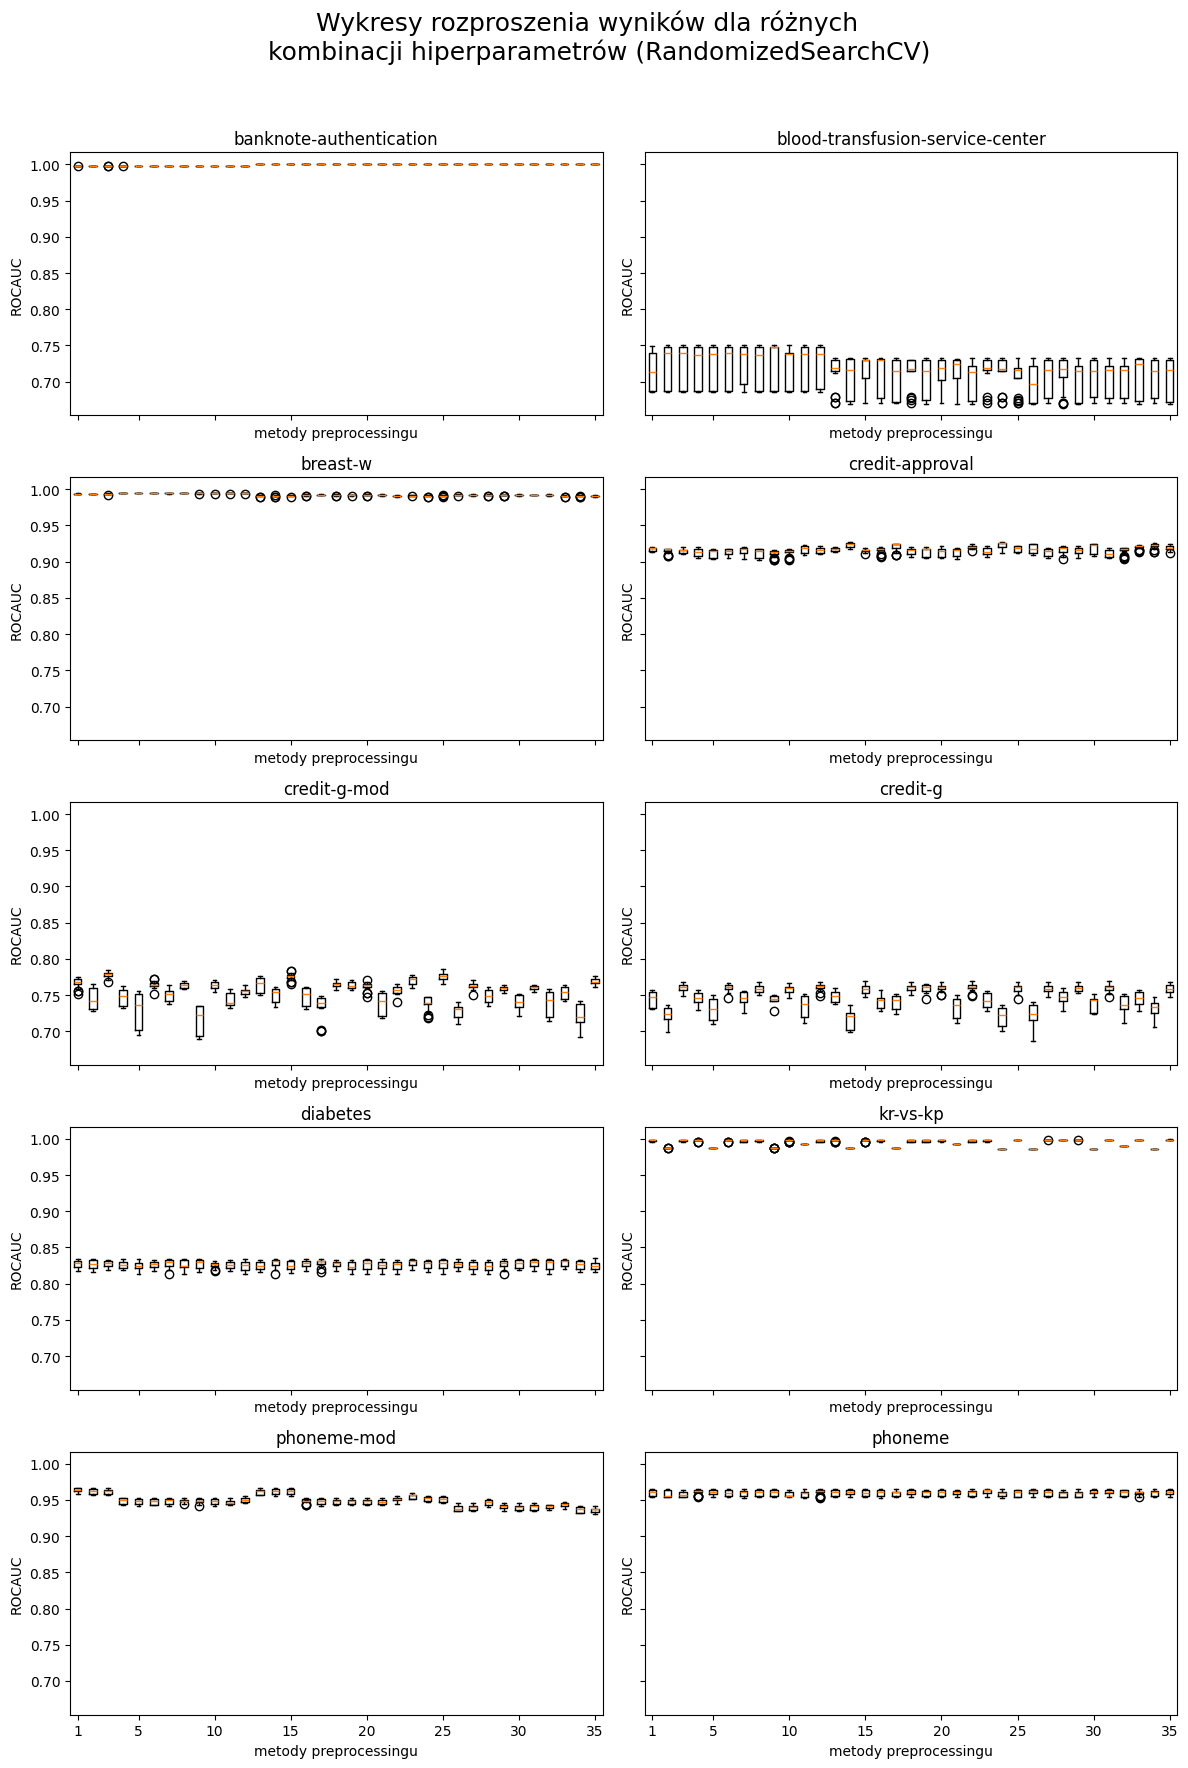 Wykresy rozproszenia wyników dla różnych
kombinacji hiperparametrów (RandomizedSearchCV)
banknote-authentication
1.00
0.95
0.90
0.85
0.80
0.75
0.70
ROCAUC
metody preprocessingu
blood-transfusion-service-center
ROCAUC
metody preprocessingu
breast-w
1.00
0.95
0.90
0.85
0.80
0.75
0.70
ROCAUC
metody preprocessingu
credit-approval
ROCAUC
metody preprocessingu
credit-g-mod
1.00
0.95
0.90
0.85
0.80
0.75
0.70
ROCAUC
metody preprocessingu
credit-g
ROCAUC
metody preprocessingu
diabetes
1.00
0.95
0.90
0.85
0.80
0.75
0.70
ROCAUC
metody preprocessingu
kr-vs-kp
ROCAUC
metody preprocessingu
phoneme-mod
1.00
0.95
0.90
0.85
0.80
0.75
0.70
ROCAUC
1 5 10 15 20 25 30 35
metody preprocessingu
phoneme
ROCAUC
1 5 10 15 20 25 30 35
metody preprocessingu